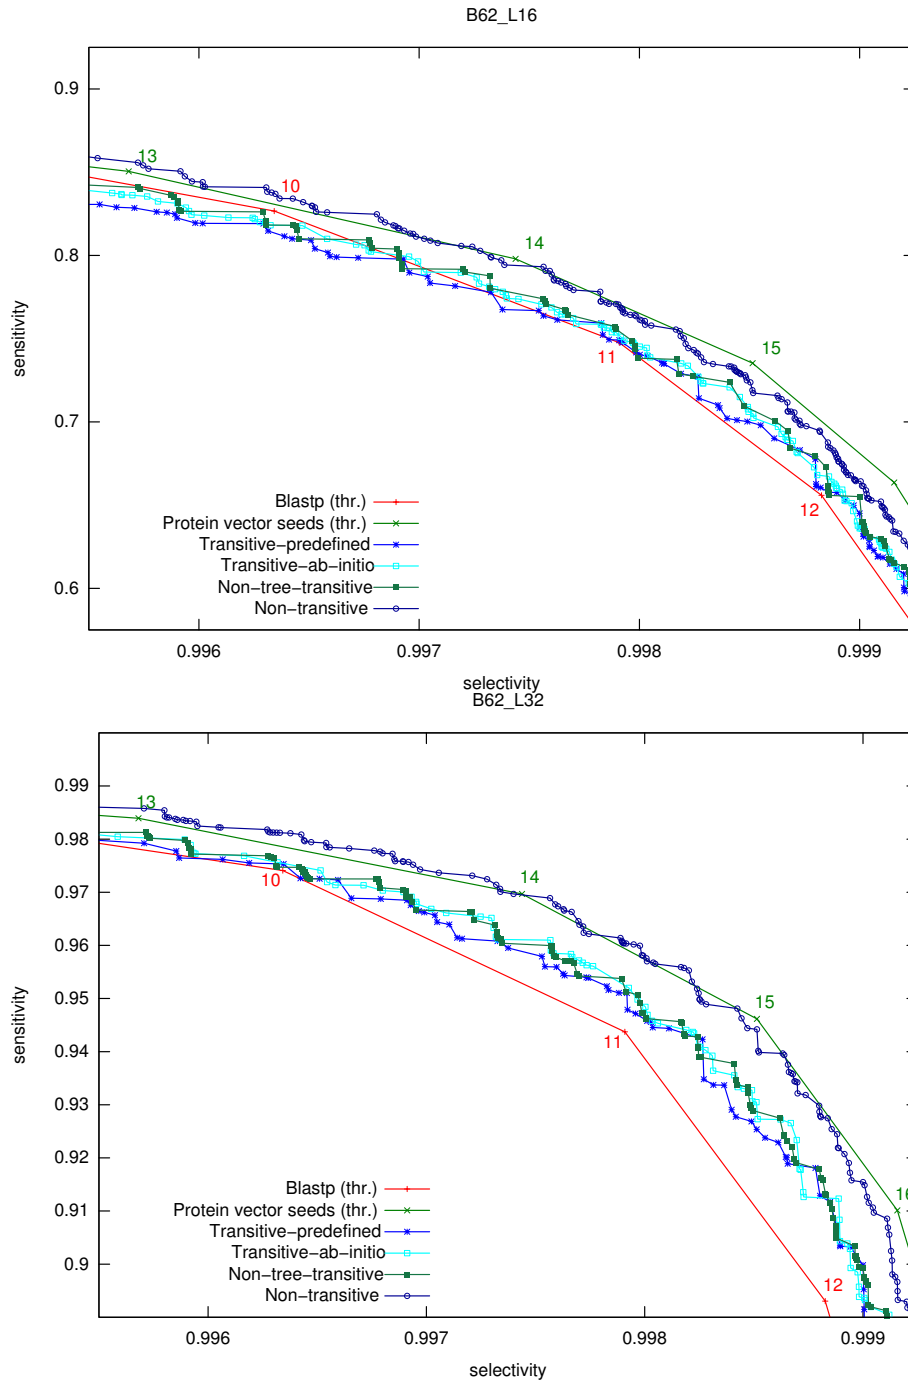 B62_L16
0.9
13
10
14
0.8
15
11
sensitivity
0.7
12
Blastp (thr.)
Protein vector seeds (thr.)
Transitive-predefined
Transitive-ab-initio
Non-tree-transitive
Non-transitive
0.6
0.996 0.997 0.998 0.999
selectivity
B62_L32
0.99
13
0.98
10
14
0.97
0.96
15
0.95
11
0.94
sensitivity
0.93
0.92
16
0.91
12
0.9
Blastp (thr.)
Protein vector seeds (thr.)
Transitive-predefined
Transitive-ab-initio
Non-tree-transitive
Non-transitive
0.996 0.997 0.998 0.999
selectivity